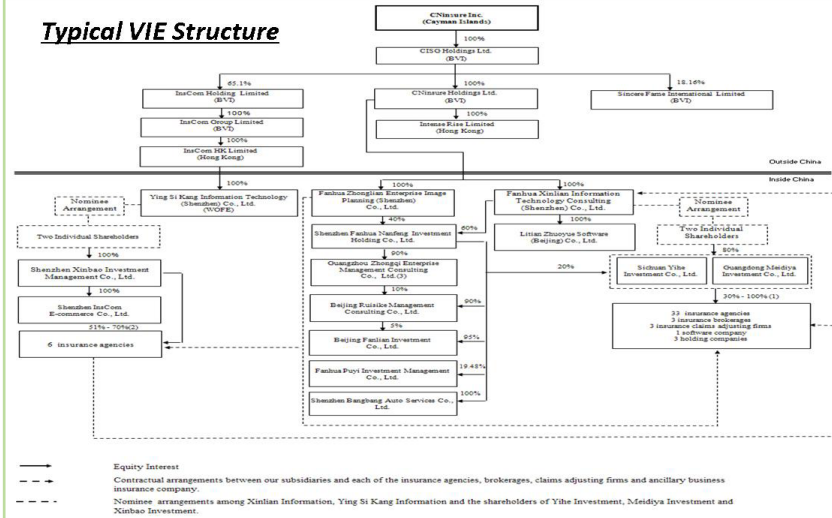 Typical VIE Structure
CNinsure Inc.
(Cayman Islands)
100%
CISG Holdings Ltd.
(BVI)
65.1%
100%
18.16%
InsCom Holding Limited
(BVI)
CNinsure Holdings Ltd.
(BVI)
Sincere Fame International Limited
(BVI)
100%
100%
InsCom Group Limited
(BVI)
Intense Rise Limited
(Hong Kong)
100%
InsCom HK Limited
(Hong Kong)
Outside China
Inside China
100%
100%
100%
Nominee
Arrangement
Ying Si Kang Information Technology
(Shenzhen) Co., Ltd.
(WOFE)
Fanhua Zhonglian Enterprise Image
Planning (Shenzhen)
Co., Ltd.
Fanhua Xinlian Information
Technology Consulting
(Shenzhen) Co., Ltd.
Nominee
Arrangement
40%
60%
100%
Two Individual Shareholders
Shenzhen Fanhua Nanfeng Investment
Holding Co., Ltd.
Litian Zhuoyue Software
(Beijing) Co., Ltd.
Two Individual
Shareholders
100%
90%
80%
Shenzhen Xinbao Investment
Management Co., Ltd.
Guangzhou Zhongqi Enterprise
Management Consulting
Co., Ltd.(3)
20%
Sichuan Yihe
Investment Co., Ltd.
Guangdong Meidiya
Investment Co., Ltd.
100%
10%
90%
30% - 100% (1)
Shenzhen InsCom
E-commerce Co., Ltd.
Beijing Ruisike Management
Consulting Co., Ltd.
33 insurance agencies
3 insurance brokerages
3 insurance claims adjusting firms
1 software company
3 holding companies
51% - 70%(2)
5%
95%
6 insurance agencies
Beijing Fanlian Investment
Co., Ltd.
19.48%
Fanhua Puyi Investment Management
Co., Ltd.
100%
Shenzhen Bangbang Auto Services Co.,
Ltd.
Equity Interest
Contractual arrangements between our subsidiaries and each of the insurance agencies, brokerages, claims adjusting firms and ancillary business
insurance company.
Nominee arrangements among Xinlian Information, Ying Si Kang Information and the shareholders of Yihe Investment, Meidiya Investment and
Xinbao Investment.